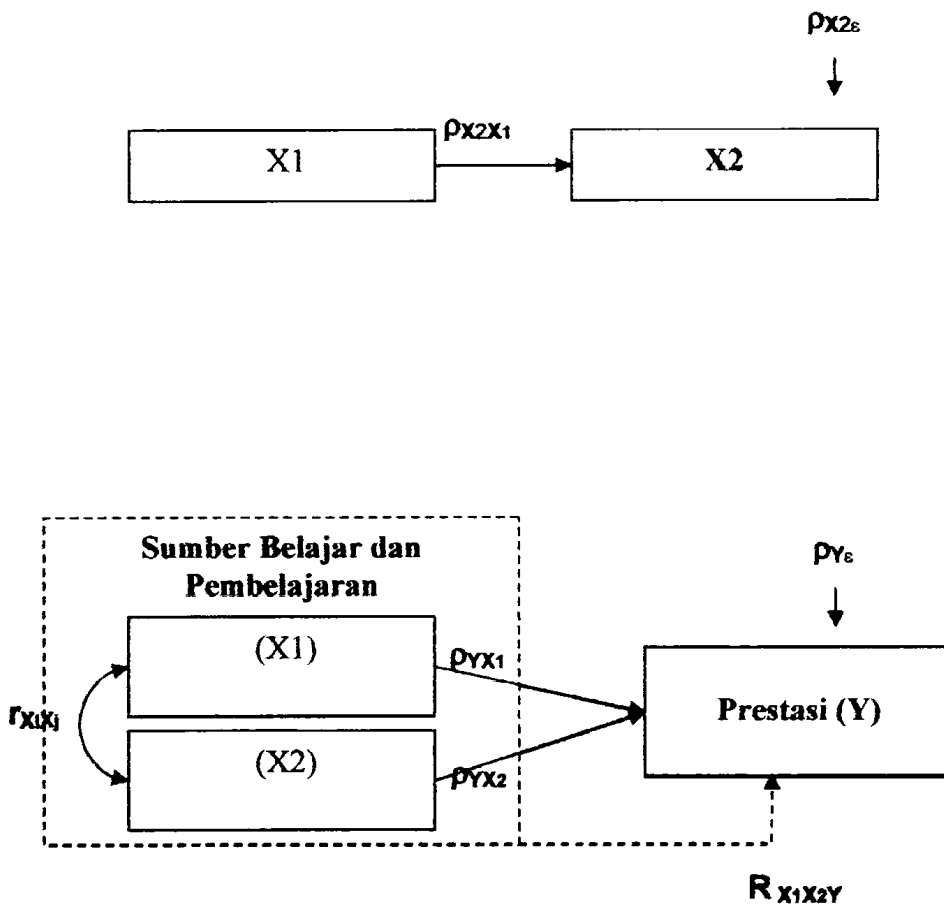 ρX2ε
ρX2X1
X1
X2
Sumber Belajar dan
Pembelajaran
ρYε
(X1)
ρYX1
rXiXj
Prestasi (Y)
(X2)
ρYX2
R X1X2Y